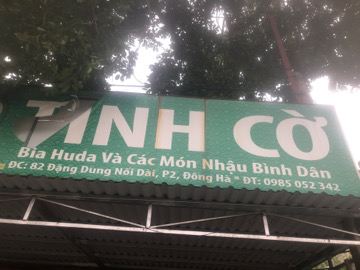 TÌNH CỜ
Bia Huda Và Các Món Nhậu Bình Dân
ĐC: 82 Đặng Dung Nối Dài, P2, Đông Hà * ĐT: 0985 052 342